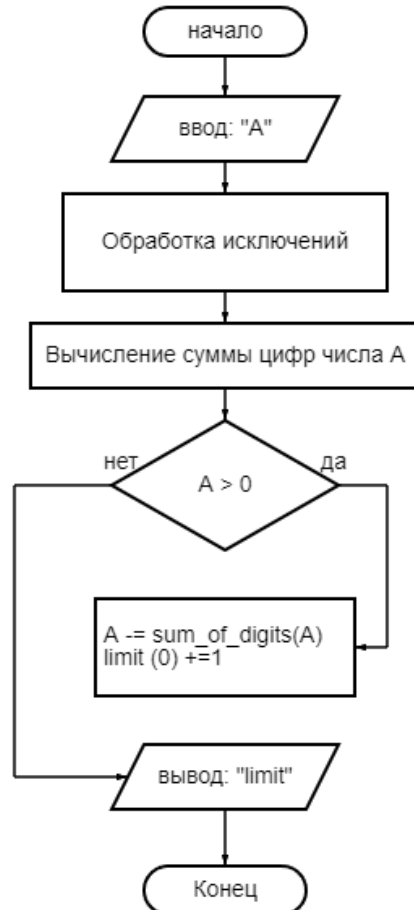 начало
ввод: "A"
Обработка исключений
Вычисление суммы цифр числа A
нет
да
A > 0
A -= sum_of_digits(A)
limit (0) +=1
вывод: "limit"
Конец